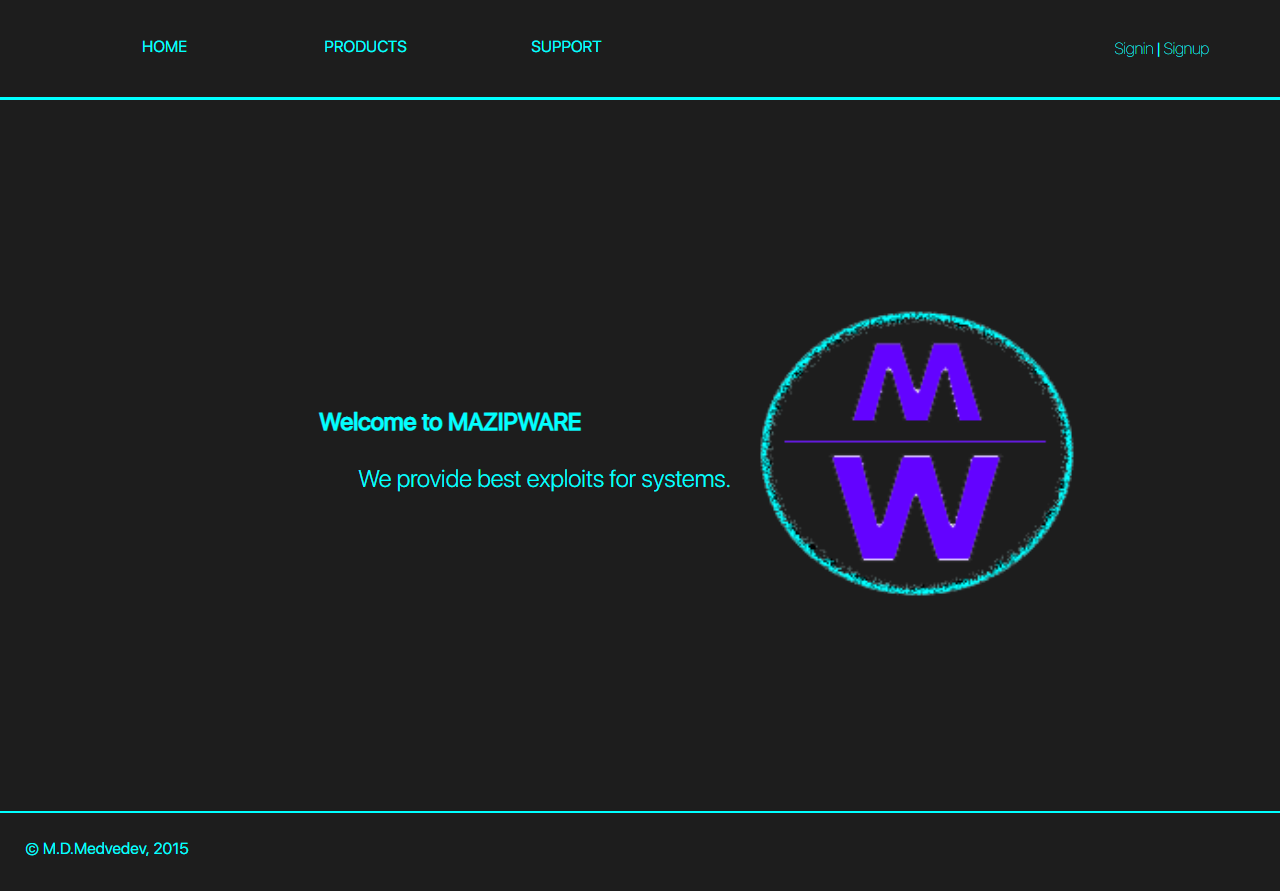 HOME PRODUCTS SUPPORT Signin | Signup
Welcome to MAZIPWARE
We provide best exploits for systems.
M
W
© M.D.Medvedev, 2015